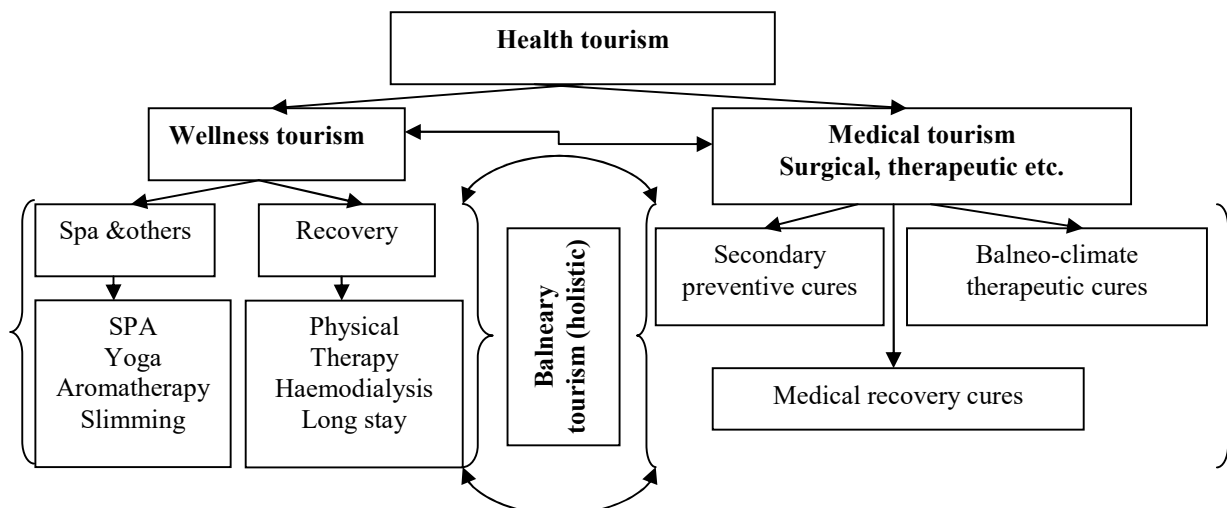 Health tourism
Wellness tourism
Medical tourism
Surgical, therapeutic etc.
Spa &others
Recovery
Balneary
tourism (holistic)
Secondary
preventive cures
Balneo-climate
therapeutic cures
SPA
Yoga
Aromatherapy
Slimming
Physical
Therapy
Haemodialysis
Long stay
Medical recovery cures